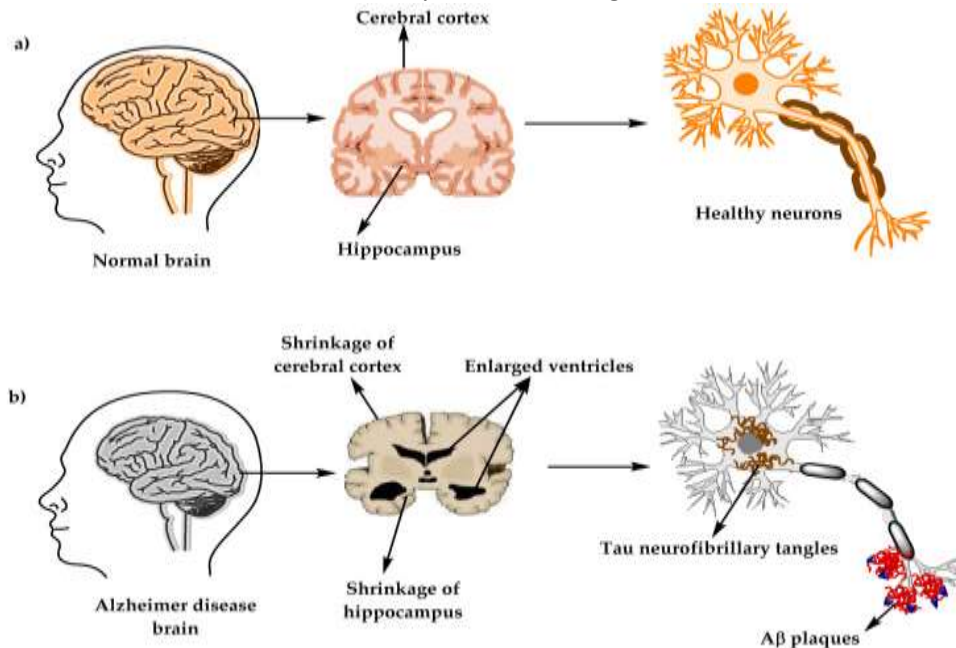 Cerebral cortex
a)
Healthy neurons
Hippocampus
Normal brain
Shrinkage of
cerebral cortex
Enlarged ventricles
b)
Tau neurofibrillary tangles
Shrinkage of
hippocampus
Alzheimer disease
brain
Aβ plaques